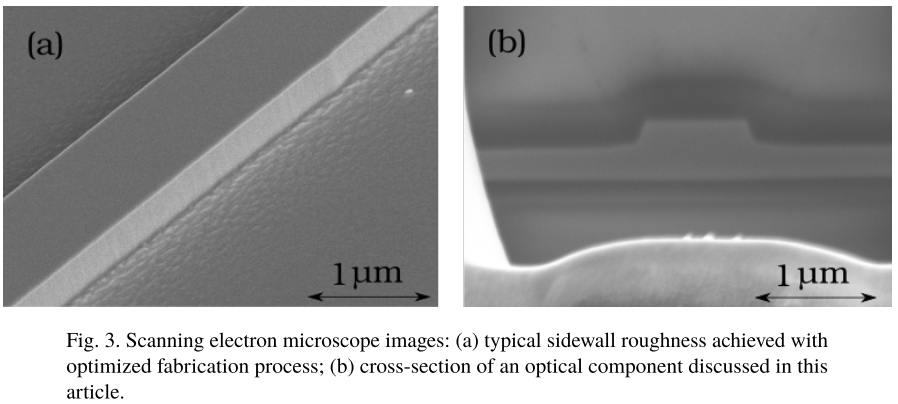 (a)
(b)
1 μm
1 μm
Fig. 3. Scanning electron microscope images: (a) typical sidewall roughness achieved with
optimized fabrication process; (b) cross-section of an optical component discussed in this
article.